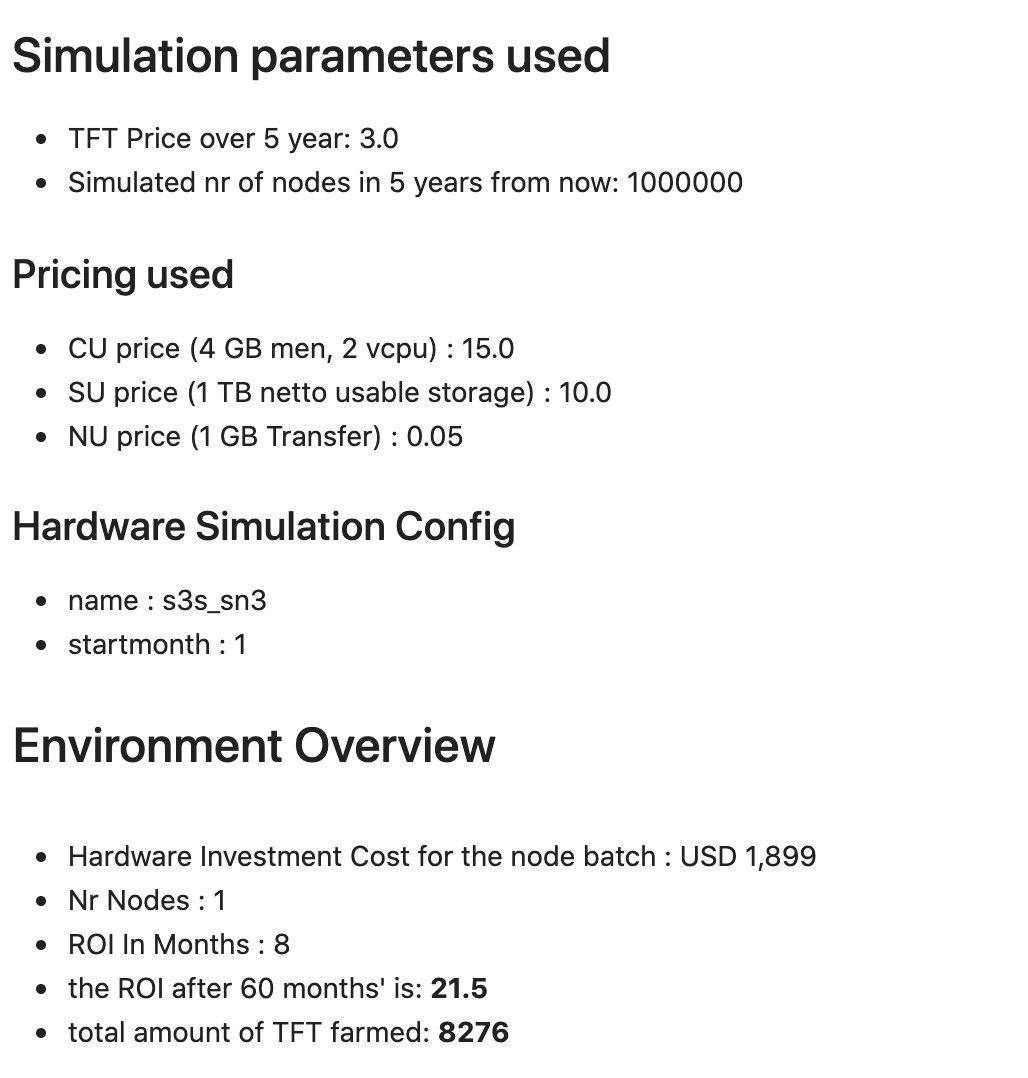 Simulation parameters used
• TFT Price over 5 year: 3.0
• Simulated nr of nodes in 5 years from now: 1000000
Pricing used
• CU price (4 GB men, 2 vcpu) : 15.0
• SU price (1 TB netto usable storage) : 10.0
• NU price (1 GB Transfer) : 0.05
Hardware Simulation Config
• name : s3s_sn3
• startmonth : 1
Environment Overview
• Hardware Investment Cost for the node batch : USD 1,899
• Nr Nodes : 1
• ROI In Months : 8
• the ROI after 60 months' is: 21.5
• total amount of TFT farmed: 8276